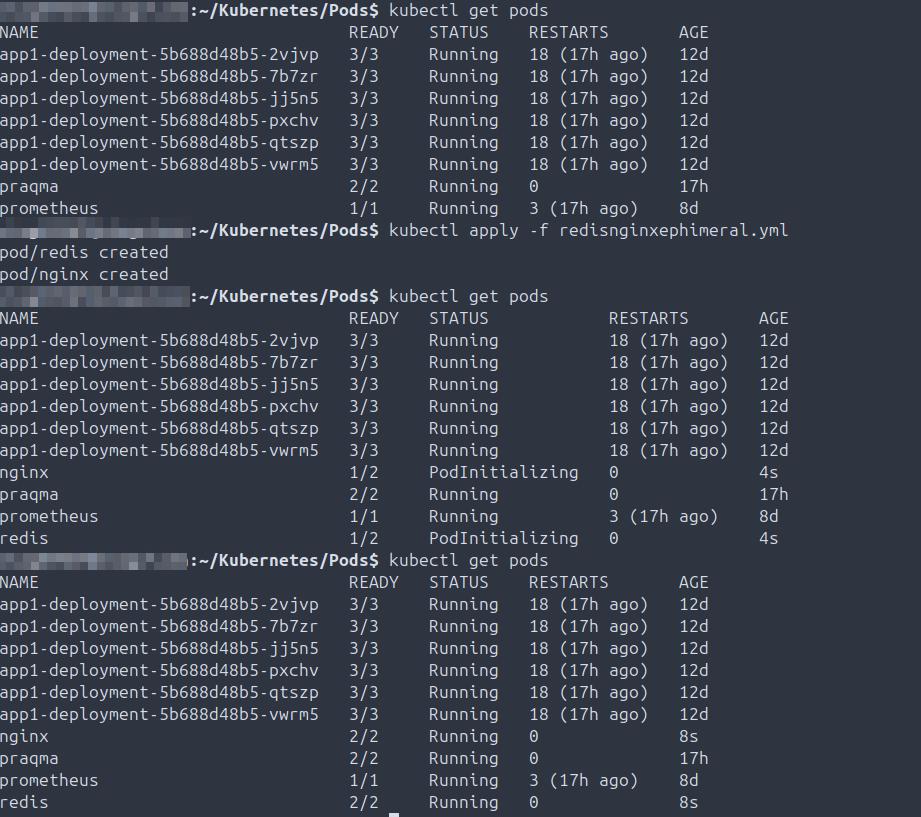 :~/Kubernetes/Pods$ kubectl get pods
NAME READY STATUS RESTARTS AGE
app1-deployment-5b688d48b5-2vjvp 3/3 Running 18 (17h ago) 12d
app1-deployment-5b688d48b5-7b7zr 3/3 Running 18 (17h ago) 12d
app1-deployment-5b688d48b5-jj5n5 3/3 Running 18 (17h ago) 12d
app1-deployment-5b688d48b5-pxchv 3/3 Running 18 (17h ago) 12d
app1-deployment-5b688d48b5-qtszp 3/3 Running 18 (17h ago) 12d
app1-deployment-5b688d48b5-vwrm5 3/3 Running 18 (17h ago) 12d
praqma 2/2 Running 0 17h
prometheus 1/1 Running 3 (17h ago) 8d
:~/Kubernetes/Pods$ kubectl apply -f redisnginxephimeral.yml
pod/redis created
pod/nginx created
:~/Kubernetes/Pods$ kubectl get pods
NAME READY STATUS RESTARTS AGE
app1-deployment-5b688d48b5-2vjvp 3/3 Running 18 (17h ago) 12d
app1-deployment-5b688d48b5-7b7zr 3/3 Running 18 (17h ago) 12d
app1-deployment-5b688d48b5-jj5n5 3/3 Running 18 (17h ago) 12d
app1-deployment-5b688d48b5-pxchv 3/3 Running 18 (17h ago) 12d
app1-deployment-5b688d48b5-qtszp 3/3 Running 18 (17h ago) 12d
app1-deployment-5b688d48b5-vwrm5 3/3 Running 18 (17h ago) 12d
nginx 1/2 PodInitializing 0 4s
praqma 2/2 Running 0 17h
prometheus 1/1 Running 3 (17h ago) 8d
redis 1/2 PodInitializing 0 4s
:~/Kubernetes/Pods$ kubectl get pods
NAME READY STATUS RESTARTS AGE
app1-deployment-5b688d48b5-2vjvp 3/3 Running 18 (17h ago) 12d
app1-deployment-5b688d48b5-7b7zr 3/3 Running 18 (17h ago) 12d
app1-deployment-5b688d48b5-jj5n5 3/3 Running 18 (17h ago) 12d
app1-deployment-5b688d48b5-pxchv 3/3 Running 18 (17h ago) 12d
app1-deployment-5b688d48b5-qtszp 3/3 Running 18 (17h ago) 12d
app1-deployment-5b688d48b5-vwrm5 3/3 Running 18 (17h ago) 12d
nginx 2/2 Running 0 8s
praqma 2/2 Running 0 17h
prometheus 1/1 Running 3 (17h ago) 8d
redis 2/2 Running 0 8s